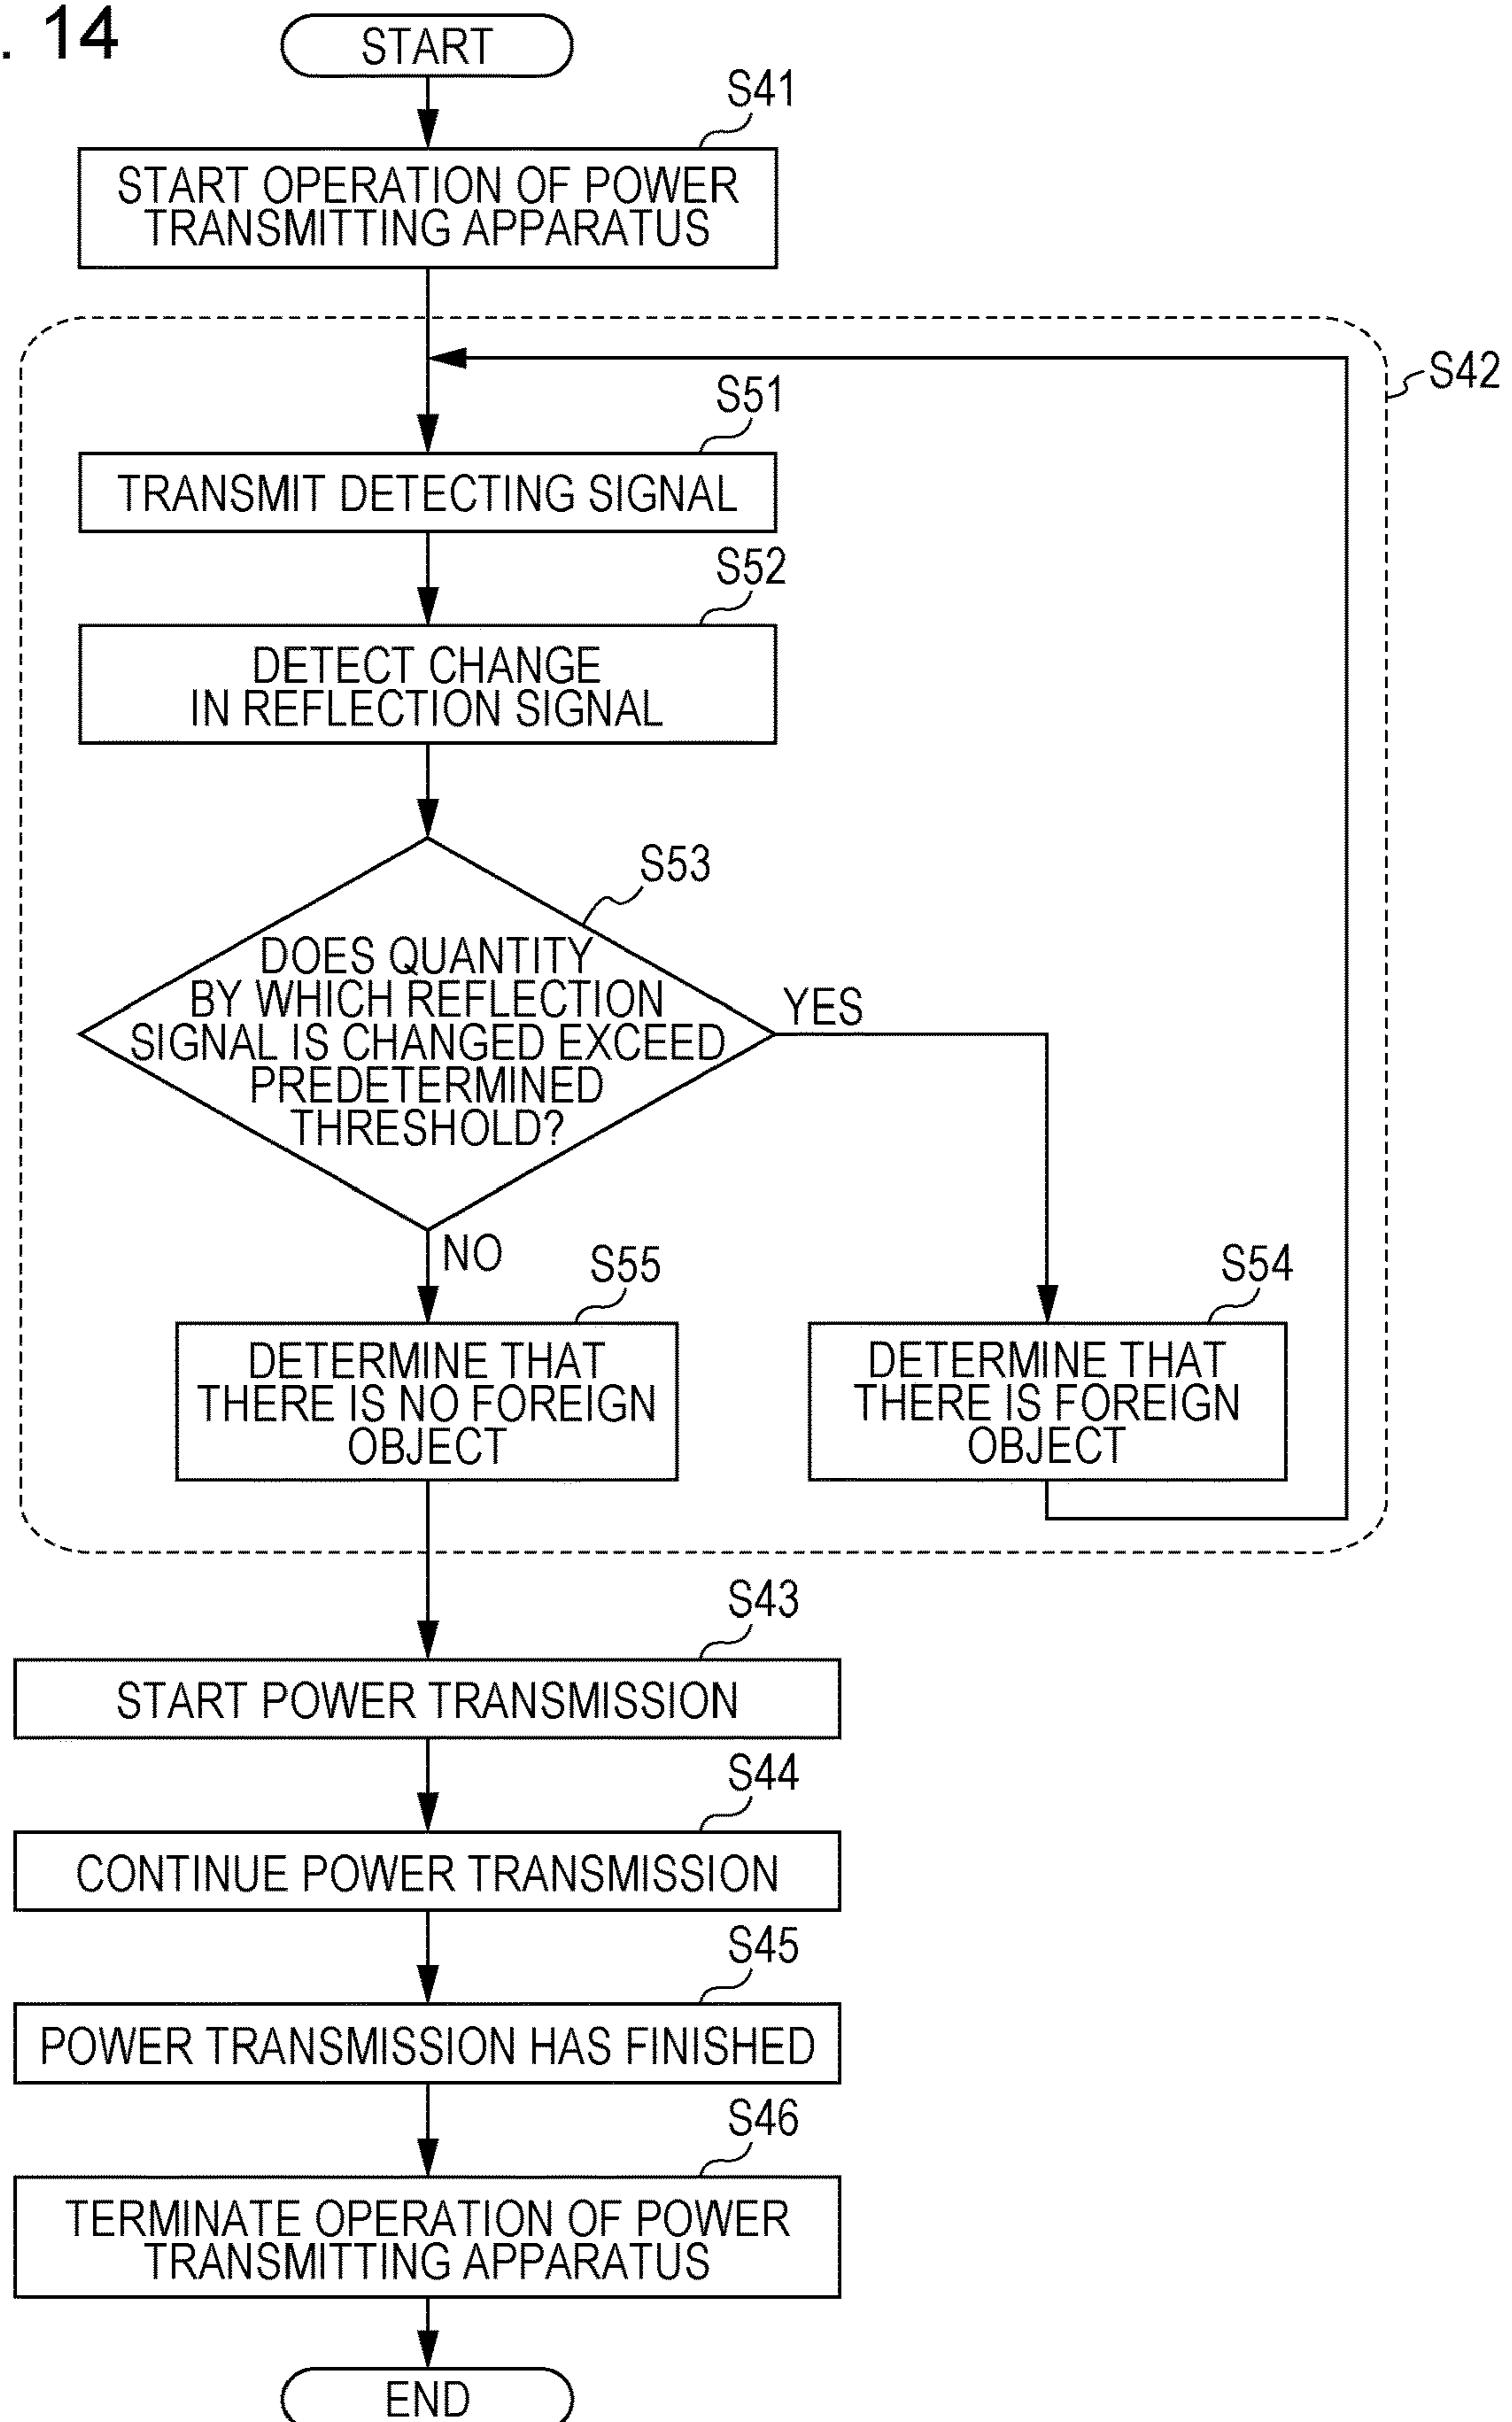 . 14
START
S41
START OPERATION OF POWER
TRANSMITTING APPARATUS
S42
S51
TRANSMIT DETECTING SIGNAL
S52
DETECT CHANGE
IN REFLECTION SIGNAL
S53
DOES QUANTITY
BY WHICH REFLECTION
SIGNAL IS CHANGED EXCEED
PREDETERMINED
THRESHOLD?
YES
NO
S55
DETERMINE THAT
THERE IS NO FOREIGN
OBJECT
S54
DETERMINE THAT
THERE IS FOREIGN
OBJECT
S43
START POWER TRANSMISSION
S44
CONTINUE POWER TRANSMISSION
S45
POWER TRANSMISSION HAS FINISHED
S46
TERMINATE OPERATION OF POWER
TRANSMITTING APPARATUS
END